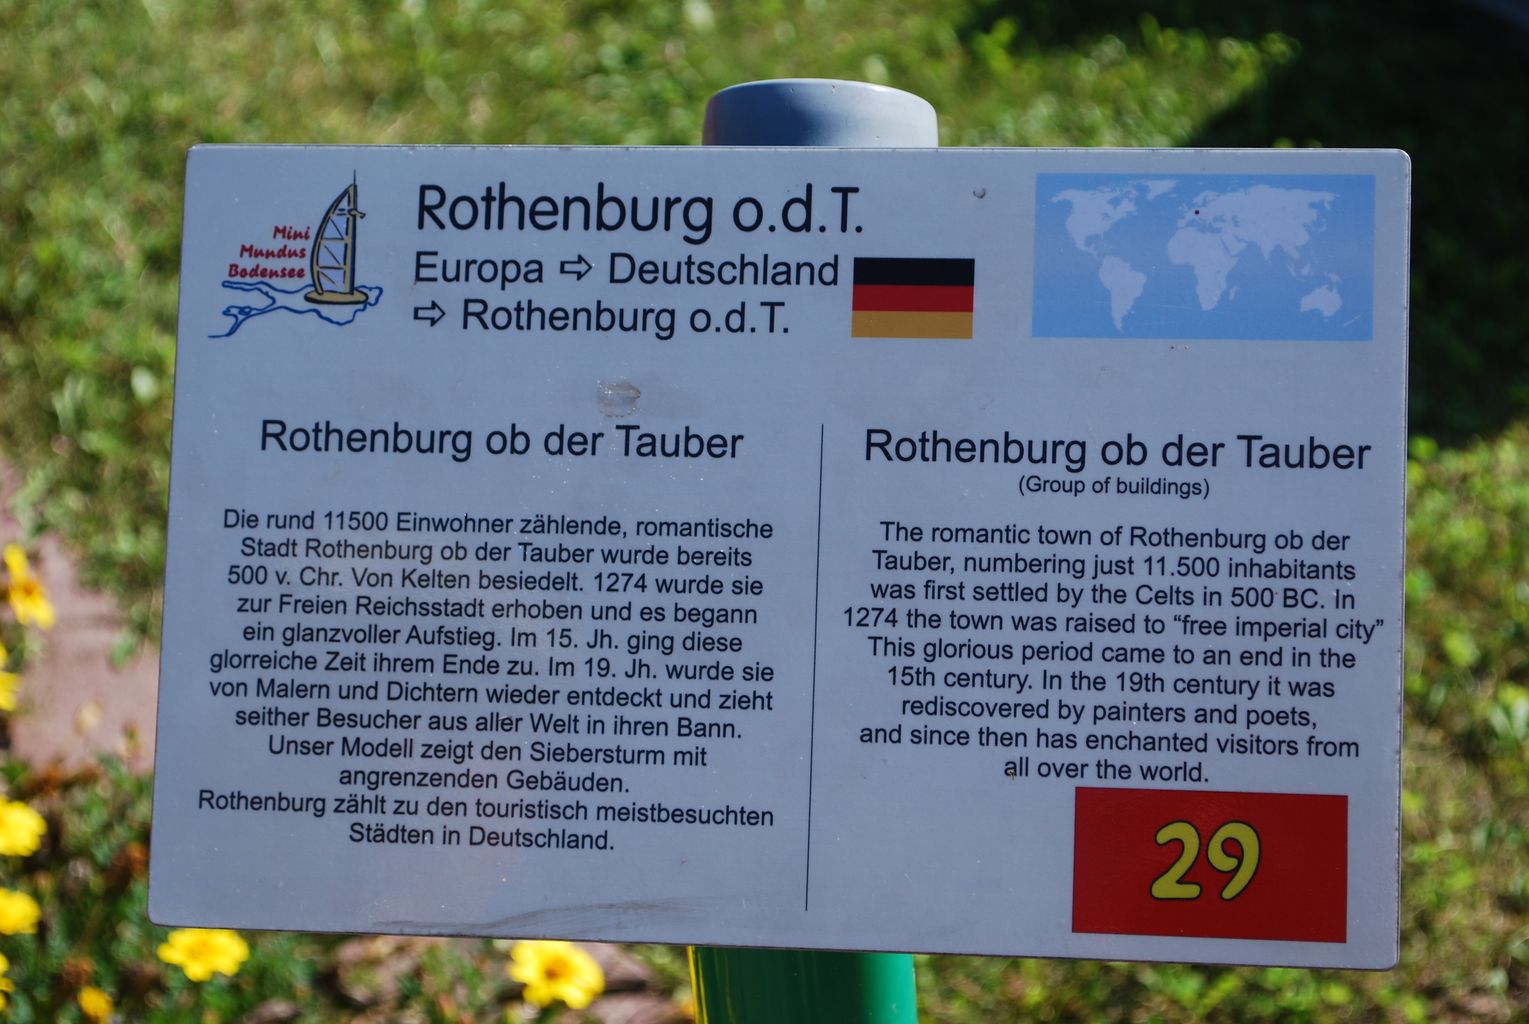 Mini
Mundus
Bodensee
Rothenburg o.d.T.
Europa ⇨ Deutschland
⇨ Rothenburg o.d.T.
Rothenburg ob der Tauber
Die rund 11500 Einwohner zählende, romantische
Stadt Rothenburg ob der Tauber wurde bereits
500 v. Chr. Von Kelten besiedelt. 1274 wurde sie
zur Freien Reichsstadt erhoben und es begann
ein glanzvoller Aufstieg. Im 15. Jh. ging diese
glorreiche Zeit ihrem Ende zu. Im 19. Jh. wurde sie
von Malern und Dichtern wieder entdeckt und zieht
seither Besucher aus aller Welt in ihren Bann.
Unser Modell zeigt den Siebersturm mit
angrenzenden Gebäuden.
Rothenburg zählt zu den touristisch meistbesuchten
Städten in Deutschland.
Rothenburg ob der Tauber
(Group of buildings)
The romantic town of Rothenburg ob der
Tauber, numbering just 11.500 inhabitants
was first settled by the Celts in 500 BC. In
1274 the town was raised to “free imperial city”
This glorious period came to an end in the
15th century. In the 19th century it was
rediscovered by painters and poets,
and since then has enchanted visitors from
all over the world.
29